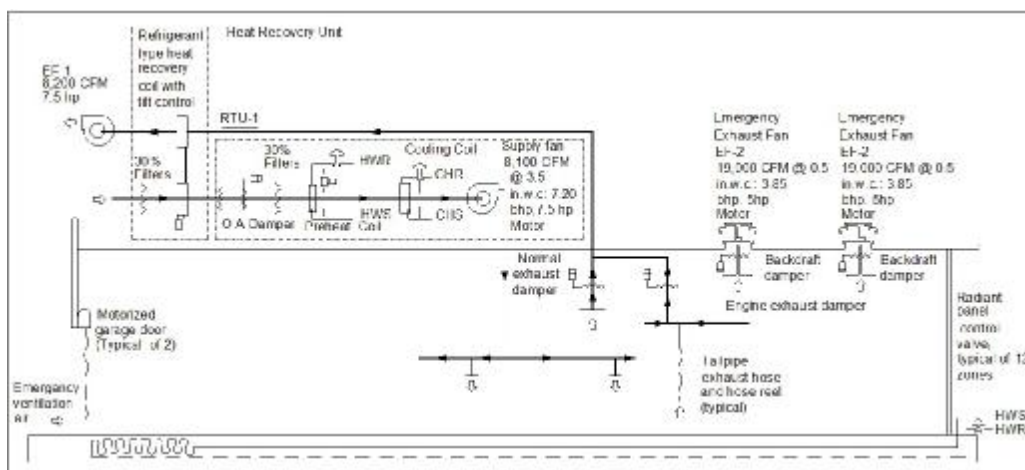 Refrigerant
type heat
recovery
coil with
tilt control
Heat Recovery Unit
EF 1
8,200 CFM
7.5 hp
RTU-1
30%
Filters
30%
Filters
HWR
HWS
O.A. Damper
Preheat Coil
Cooling Coil
CHR
CHS
Supply fan
8,100 CFM
@ 3.5
in.w.c: 7.20
bhp, 7.5 hp
Motor
Emergency
Exhaust Fan
EF-2
19,000 CFM @ 0.5
in.w.c.: 3.85
bhp, 5hp
Motor
Emergency
Exhaust Fan
EF-2
19,000 CFM @ 0.5
in.w.c.: 3.85
bhp, 5hp
Motor
Backdraft
damper
Backdraft
damper
Normal
exhaust
damper
Engine exhaust damper
Radiant
panel
control
valve,
typical of 12
zones
Motorized
garage door
(Typical of 2)
Tailpipe
exhaust hose
and hose reel
(typical)
Emergency
ventilation
air
HWS
HWR